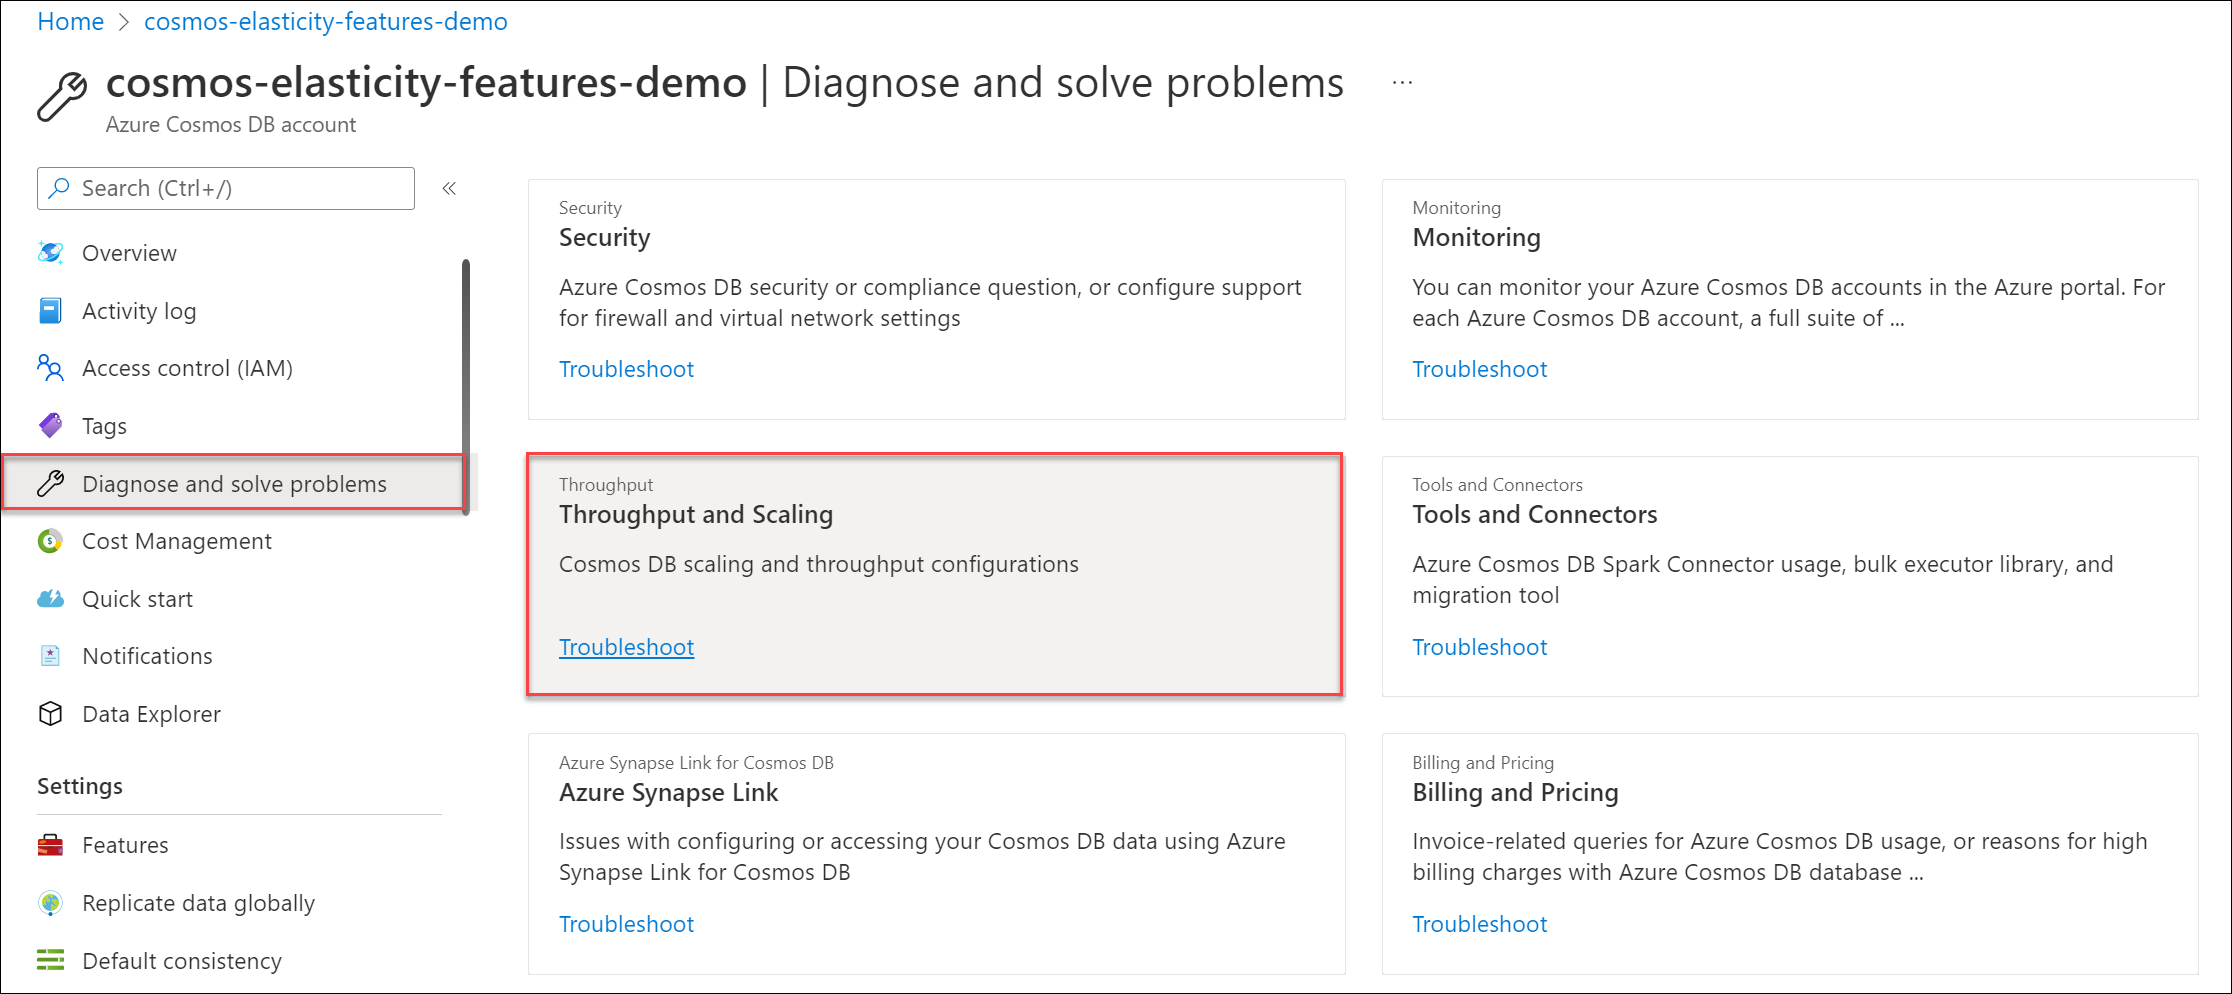 Home > cosmos-elasticity-features-demo
cosmos-elasticity-features-demo | Diagnose and solve problems ...
Azure Cosmos DB account
Search (Ctrl+/) «
Overview
Activity log
Access control (IAM)
Tags
Diagnose and solve problems
Cost Management
Quick start
Notifications
Data Explorer
Settings
Features
Replicate data globally
Default consistency
Security
Security
Azure Cosmos DB security or compliance question, or configure support
for firewall and virtual network settings
Troubleshoot
Monitoring
Monitoring
You can monitor your Azure Cosmos DB accounts in the Azure portal. For
each Azure Cosmos DB account, a full suite of ...
Troubleshoot
Throughput
Throughput and Scaling
Cosmos DB scaling and throughput configurations
Troubleshoot
Tools and Connectors
Tools and Connectors
Azure Cosmos DB Spark Connector usage, bulk executor library, and
migration tool
Troubleshoot
Azure Synapse Link for Cosmos DB
Azure Synapse Link
Issues with configuring or accessing your Cosmos DB data using Azure
Synapse Link for Cosmos DB
Troubleshoot
Billing and Pricing
Billing and Pricing
Invoice-related queries for Azure Cosmos DB usage, or reasons for high
billing charges with Azure Cosmos DB database ...
Troubleshoot